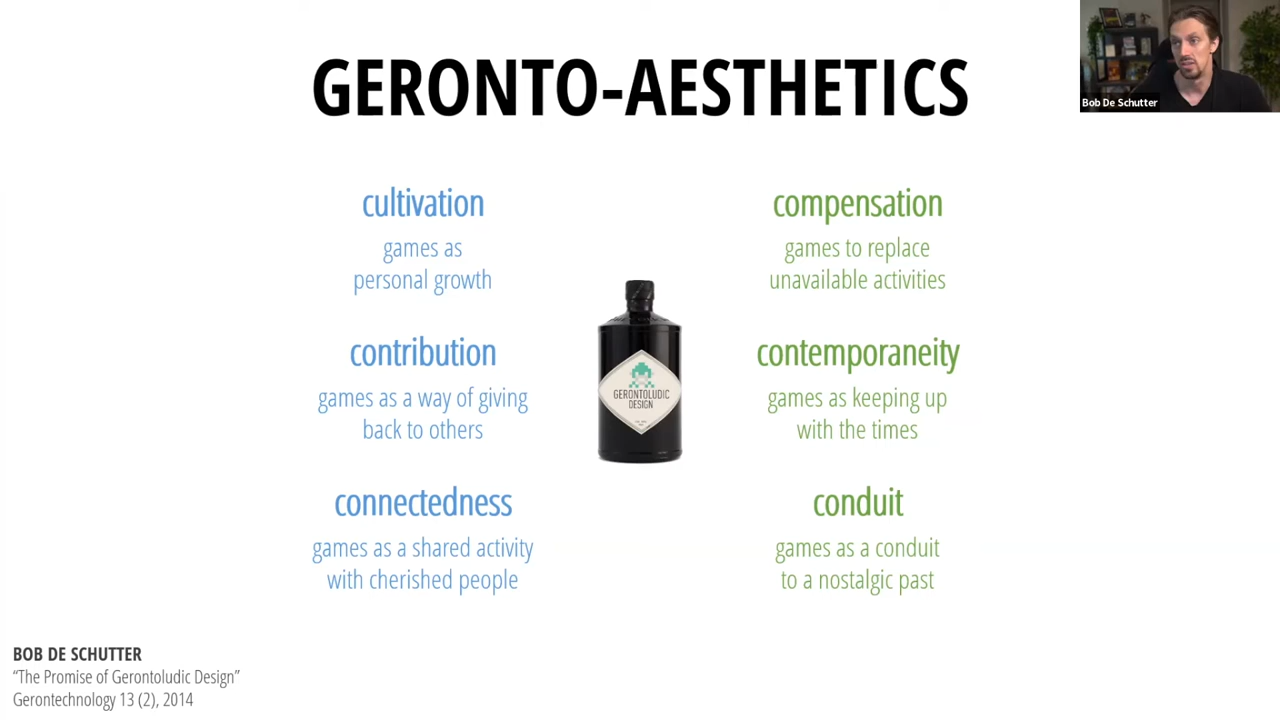 GERONTO-AESTHETICS
Bob De Schutter
cultivation
games as
personal growth
contribution
games as a way of giving
back to others
connectedness
games as a shared activity
with cherished people
GERONTOLUDIC
DESIGN
compensation
games to replace
unavailable activities
contemporaneity
games as keeping up
with the times
conduit
games as a conduit
to a nostalgic past
BOB DE SCHUTTER
“The Promise of Gerontoludic Design”
Gerontechnology 13 (2), 2014